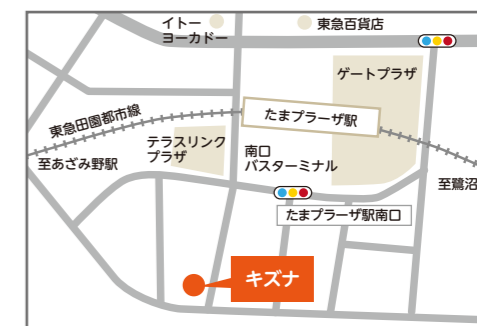 イトー
ヨーカドー
東急百貨店
ゲートプラザ
東急田園都市線
たまプラーザ駅
至あざみ野駅
テラスリンク
プラザ
南口
バスターミナル
至鷺沼
たまプラーザ駅南口
キズナ